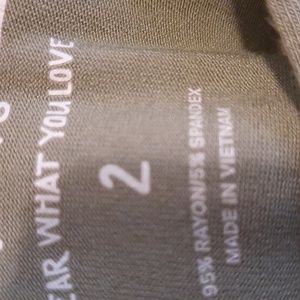 EAR WHAT YOU LOVE
2
95% RAYON/5% SPANDEX
MADE IN VIETNAM